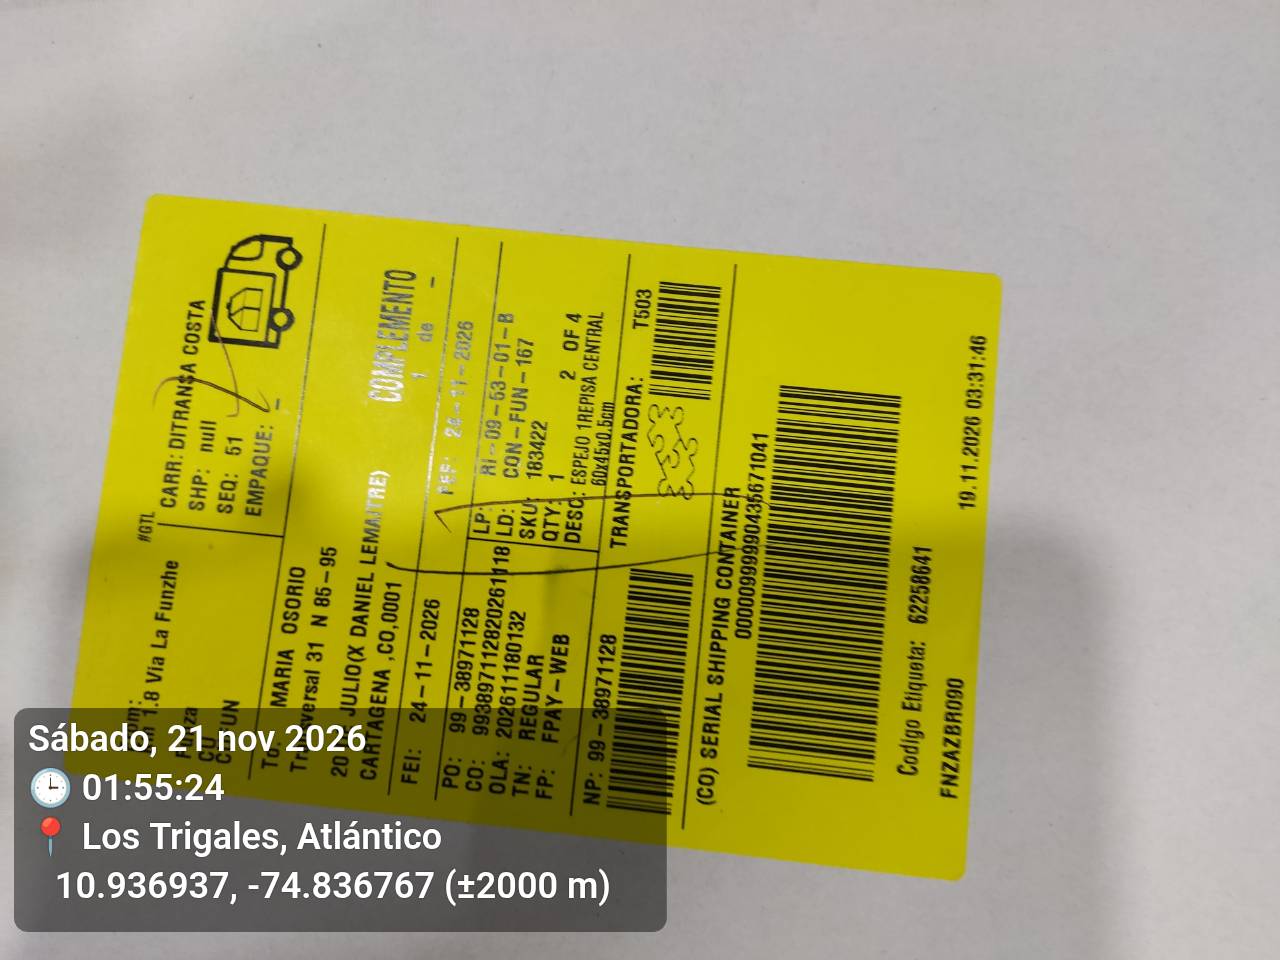 #GTL
1.8 Via La Funzhe
CARR: DITRANSA COSTA
SHP: null
SEQ: 51
EMPAQUE: -
MARIA OSORIO
31 N 85-95
20 JULIO(X DANIEL LEMAITRE)
CARTAGENA ,CO,0001
COMPLEMENTO
1 de -
FEI: 24-11-2026
24-11-2026
PO: 99-38971128
CO: 993897112820261118
OLA: 202611180132
TN: REGULAR
FP: FPAY-WEB
LP: RI-09-53-01-B
LD: CON-FUN-167
SKU: 183422
QTY: 1
2 OF 4
DESC: ESPEJO 1REPISA CENTRAL
60x45x0.5cm
NP: 99-38971128
TRANSPORTADORA: T503
(CO) SERIAL SHIPPING CONTAINER
00000999990435671041
Codigo Etiqueta: 62258641
FNZAZBR090
19.11.2026 03:31:46
Sábado, 21 nov 2026
01:55:24
Los Trigales, Atlántico
10.936937, -74.836767 (±2000 m)